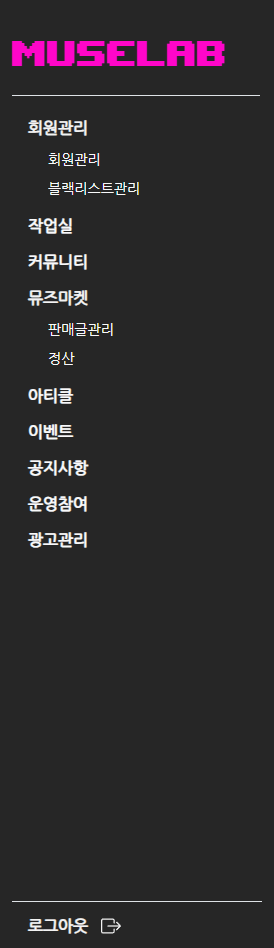 MUSELAB
회원관리
회원관리
블랙리스트관리
작업실
커뮤니티
뮤즈마켓
판매글관리
정산
아티클
이벤트
공지사항
운영참여
광고관리
로그아웃